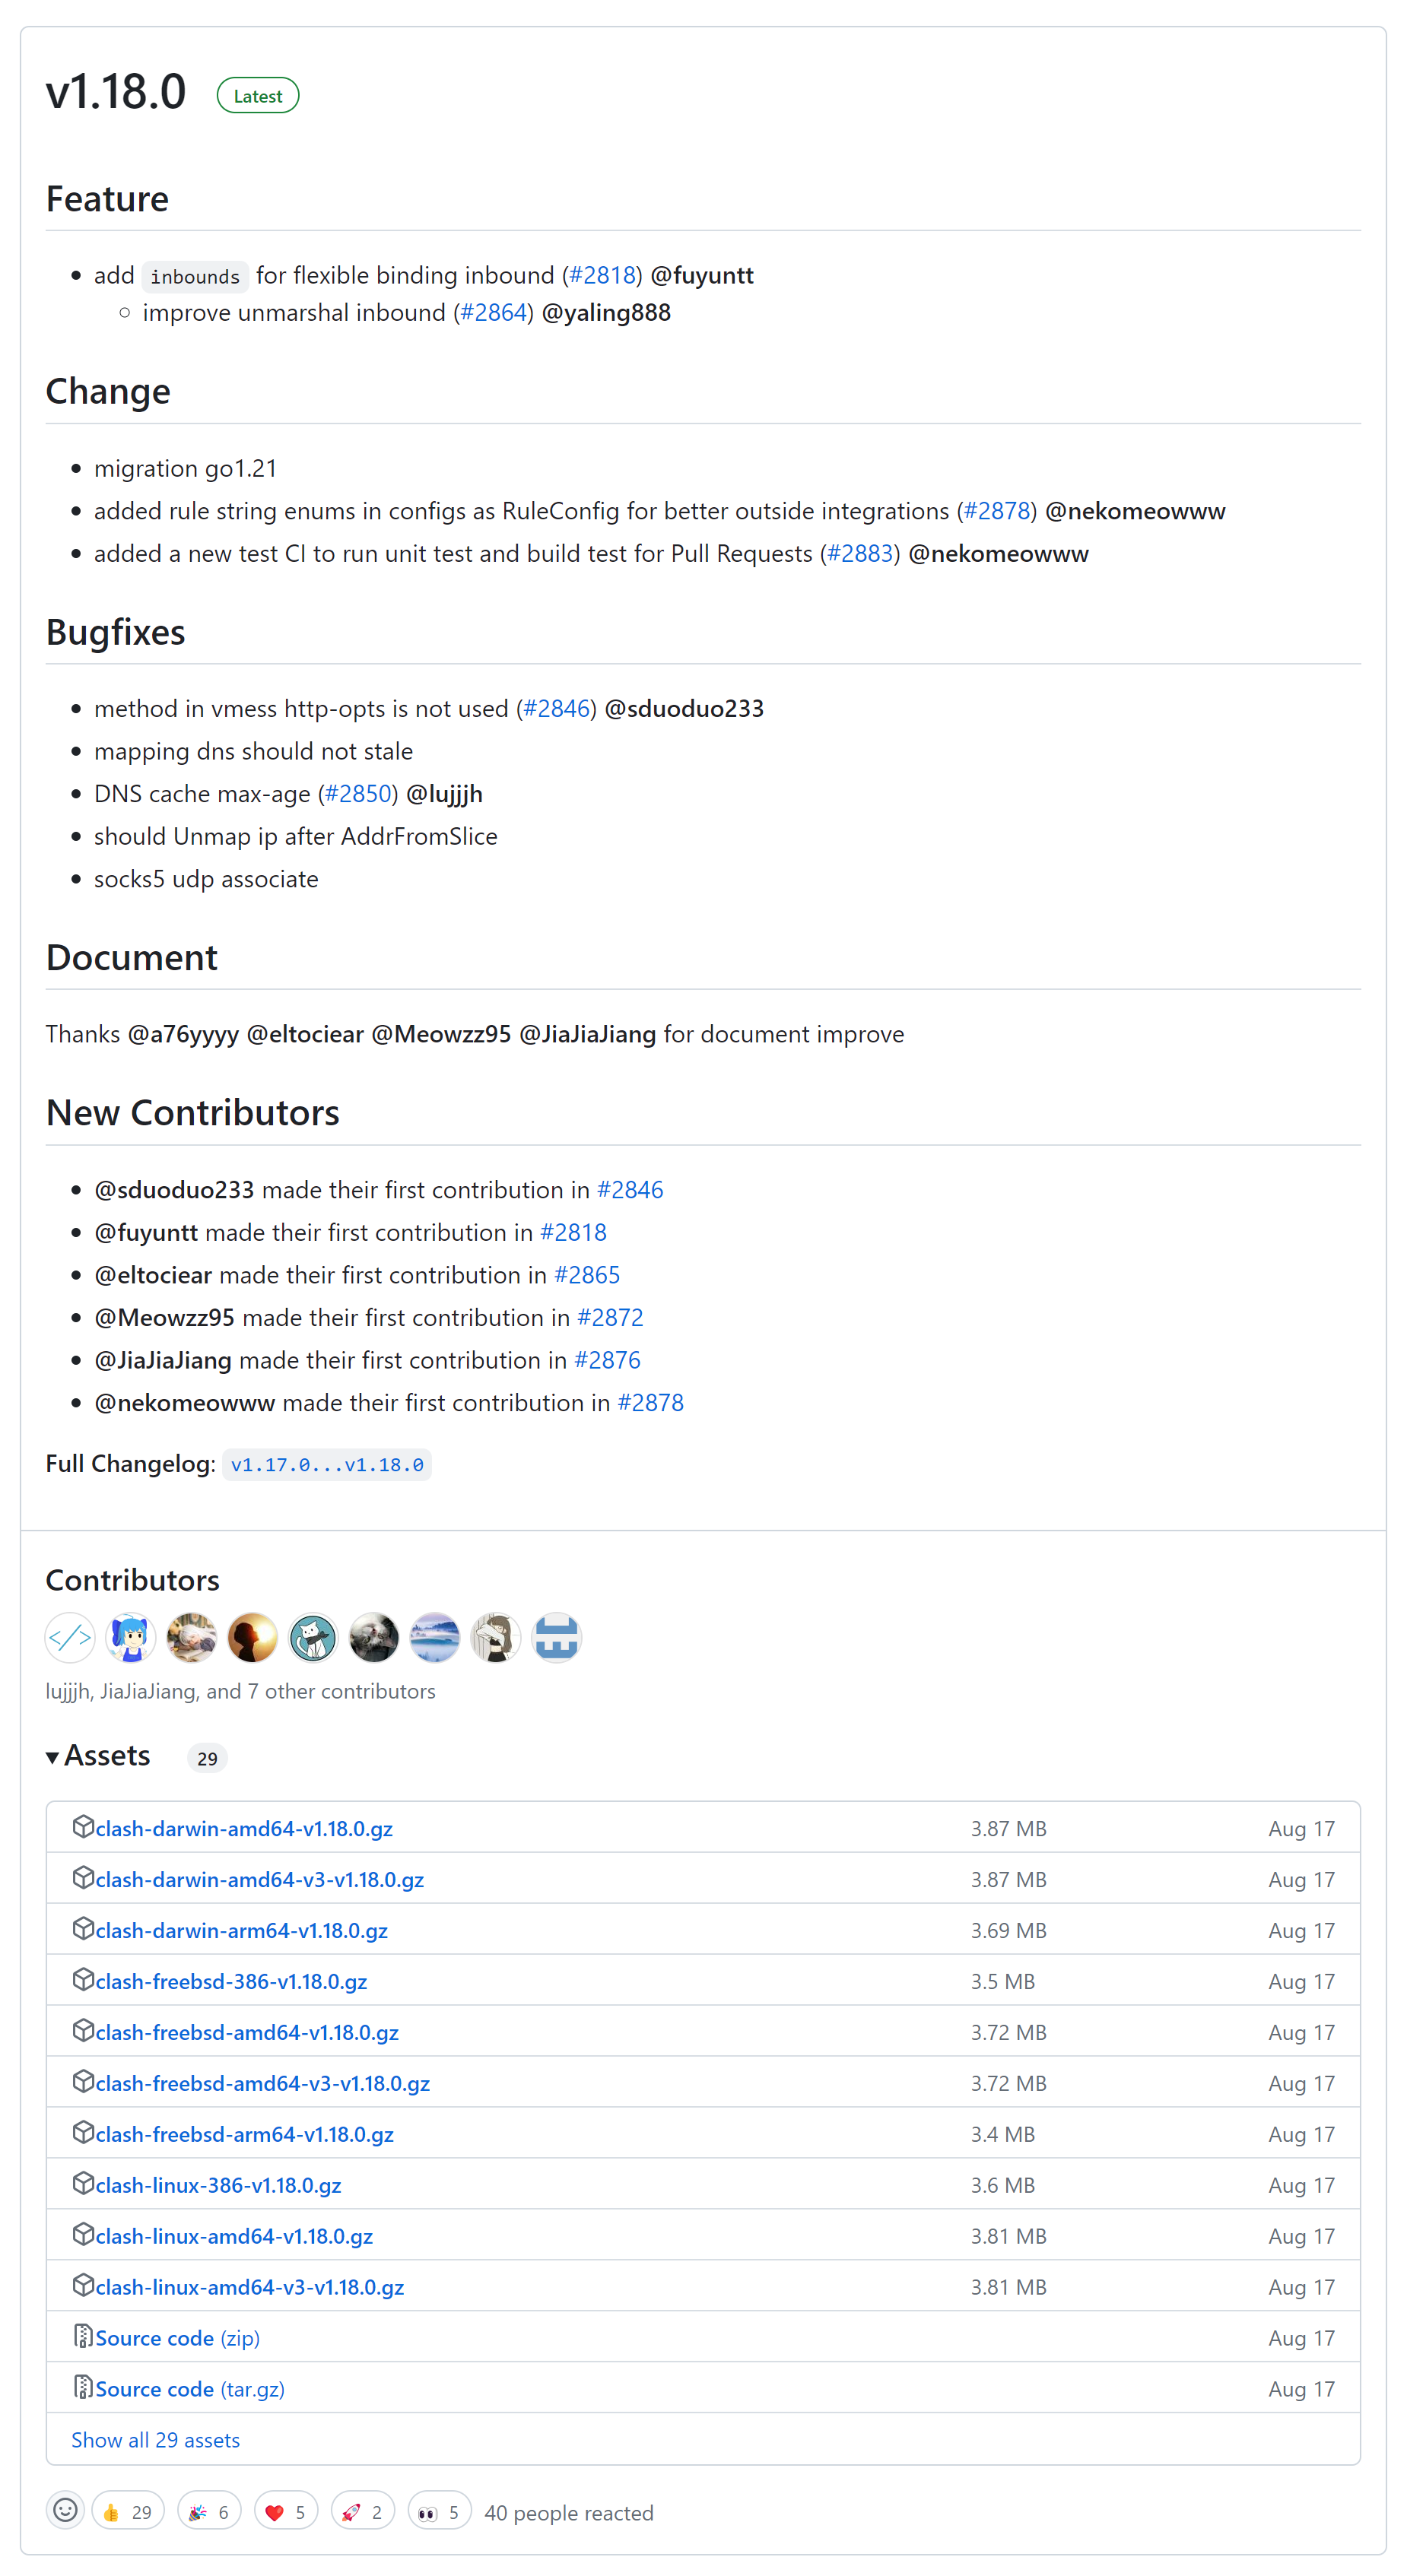 v1.18.0 Latest
Feature
add inbounds for flexible binding inbound (#2818) @fuyuntt
improve unmarshal inbound (#2864) @yaling888
Change
migration go1.21
added rule string enums in configs as RuleConfig for better outside integrations (#2878) @nekomeowww
added a new test CI to run unit test and build test for Pull Requests (#2883) @nekomeowww
Bugfixes
method in vmess http-opts is not used (#2846) @sduoduo233
mapping dns should not stale
DNS cache max-age (#2850) @lujjjh
should Unmap ip after AddrFromSlice
socks5 udp associate
Document
Thanks @a76yyyy @eltociear @Meowzz95 @JiaJiaJiang for document improve
New Contributors
@sduoduo233 made their first contribution in #2846
@fuyuntt made their first contribution in #2818
@eltociear made their first contribution in #2865
@Meowzz95 made their first contribution in #2872
@JiaJiaJiang made their first contribution in #2876
@nekomeowww made their first contribution in #2878
Full Changelog: v1.17.0...v1.18.0
Contributors
lujjjh, JiaJiaJiang, and 7 other contributors
Assets 29
clash-darwin-amd64-v1.18.0.gz 3.87 MB Aug 17
clash-darwin-amd64-v3-v1.18.0.gz 3.87 MB Aug 17
clash-darwin-arm64-v1.18.0.gz 3.69 MB Aug 17
clash-freebsd-386-v1.18.0.gz 3.5 MB Aug 17
clash-freebsd-amd64-v1.18.0.gz 3.72 MB Aug 17
clash-freebsd-amd64-v3-v1.18.0.gz 3.72 MB Aug 17
clash-freebsd-arm64-v1.18.0.gz 3.4 MB Aug 17
clash-linux-386-v1.18.0.gz 3.6 MB Aug 17
clash-linux-amd64-v1.18.0.gz 3.81 MB Aug 17
clash-linux-amd64-v3-v1.18.0.gz 3.81 MB Aug 17
Source code (zip) Aug 17
Source code (tar.gz) Aug 17
Show all 29 assets
29 6 5 2 5 40 people reacted